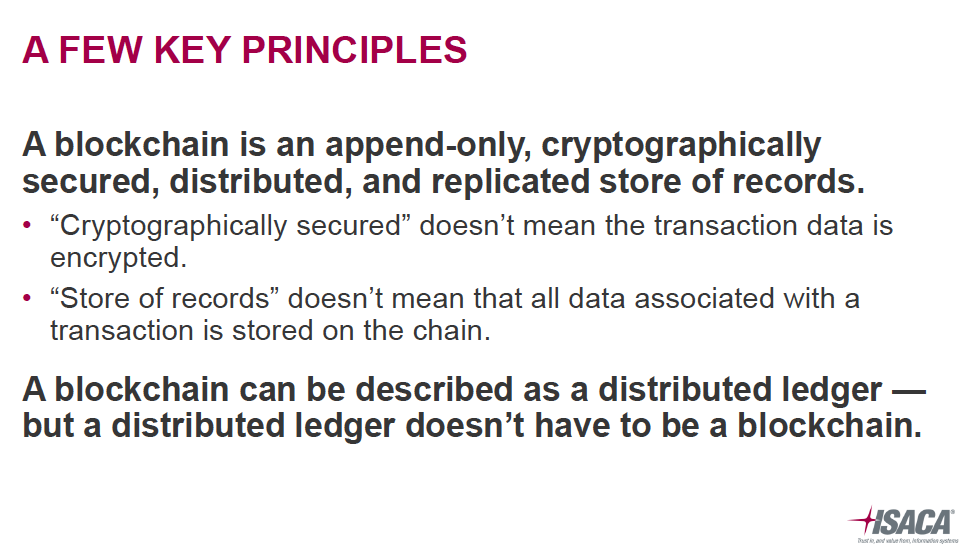 A FEW KEY PRINCIPLES
A blockchain is an append-only, cryptographically
secured, distributed, and replicated store of records.
• “Cryptographically secured” doesn’t mean the transaction data is
encrypted.
• “Store of records” doesn’t mean that all data associated with a
transaction is stored on the chain.
A blockchain can be described as a distributed ledger —
but a distributed ledger doesn’t have to be a blockchain.
ISACA®
Trust in, and value from, information systems